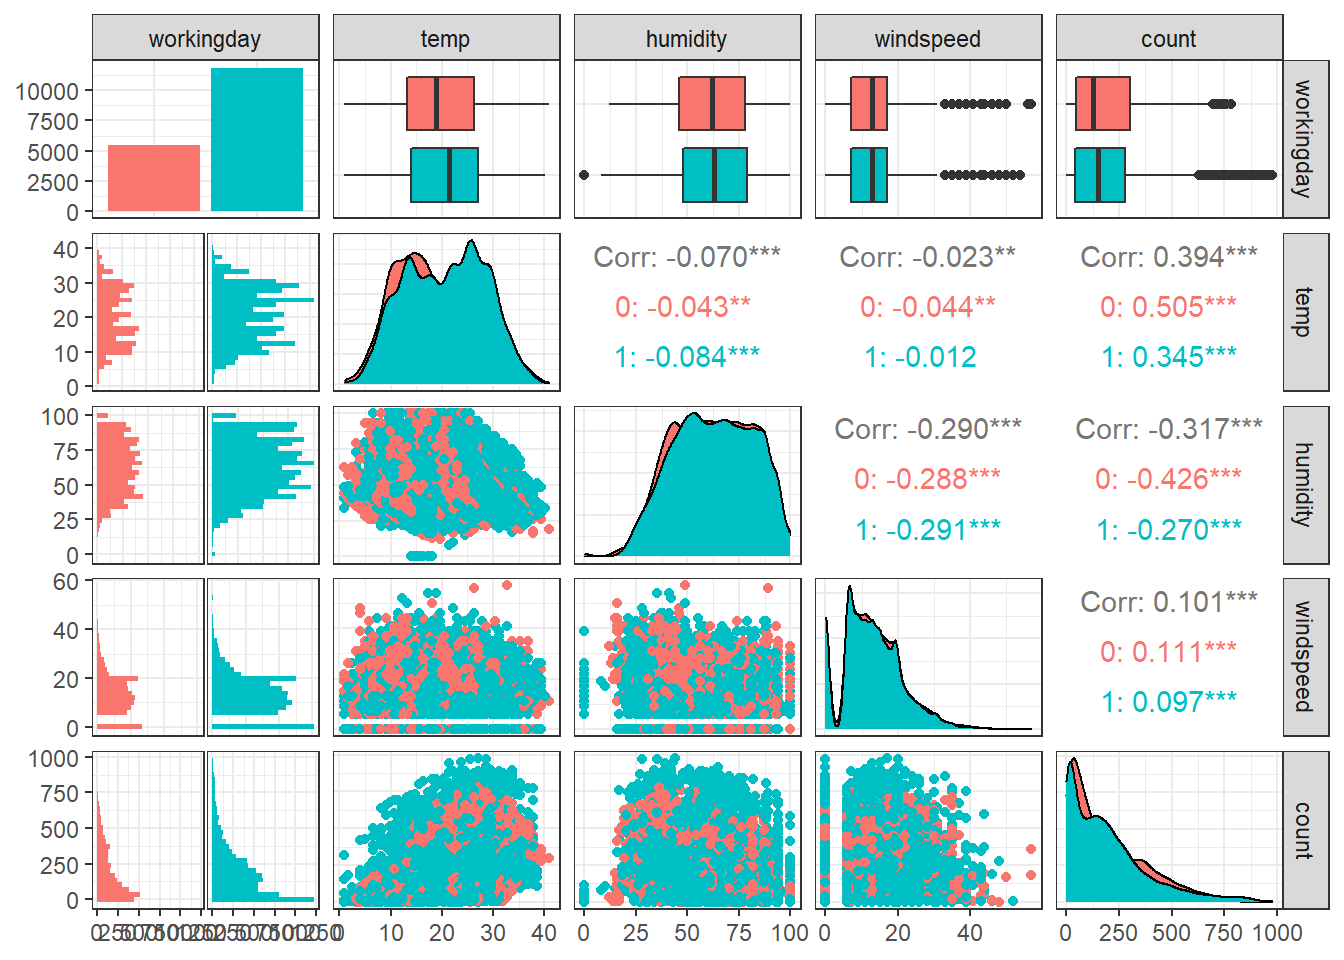 workingday temp humidity windspeed count
10000
7500
5000
2500
0
workingday
40
30
20
10
0
Corr: -0.070***
0: -0.043**
1: -0.084***
Corr: -0.023**
0: -0.044**
1: -0.012
Corr: 0.394***
0: 0.505***
1: 0.345***
temp
100
75
50
25
0
Corr: -0.290***
0: -0.288***
1: -0.291***
Corr: -0.317***
0: -0.426***
1: -0.270***
humidity
60
40
20
0
Corr: 0.101***
0: 0.111***
1: 0.097***
windspeed
1000
750
500
250
0
count
0 10 20 30 40
0 25 50 75 100
0 20 40
0 250 500 750 1000